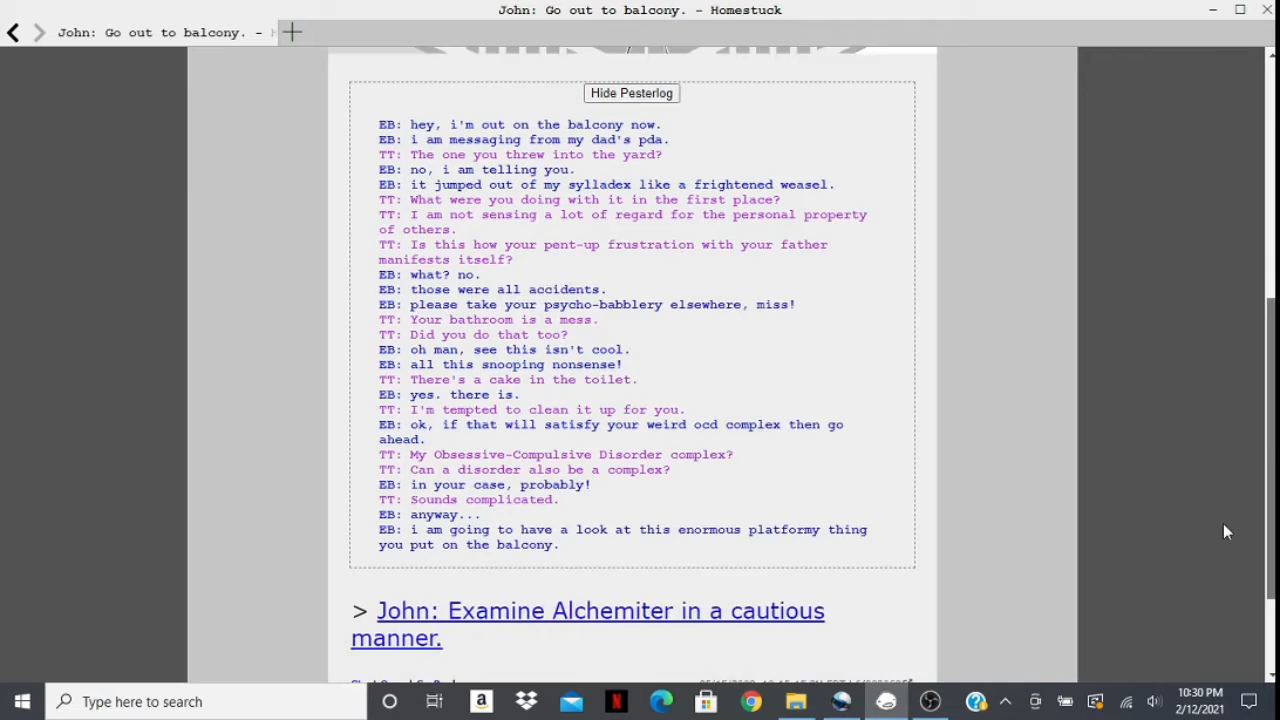 John: Go out to balcony. - Homestuck
John: Go out to balcony. -
Hide Pesterlog
EB: hey, i'm out on the balcony now.
EB: i am messaging from my dad's pda.
TT: The one you threw into the yard?
EB: no, i am telling you.
EB: it jumped out of my sylladex like a frightened weasel.
TT: What were you doing with it in the first place?
TT: I am not sensing a lot of regard for the personal property
of others.
TT: Is this how your pent-up frustration with your father
manifests itself?
EB: what? no.
EB: those were all accidents.
EB: please take your psycho-babblery elsewhere, miss!
TT: Your bathroom is a mess.
TT: Did you do that too?
EB: oh man, see this isn't cool.
EB: all this snooping nonsense!
TT: There's a cake in the toilet.
EB: yes. there is.
TT: I'm tempted to clean it up for you.
EB: ok, if that will satisfy your weird ocd complex then go
ahead.
TT: My Obsessive-Compulsive Disorder complex?
TT: Can a disorder also be a complex?
EB: in your case, probably!
TT: Sounds complicated.
EB: anyway...
EB: i am going to have a look at this enormous platformy thing
you put on the balcony.
> John: Examine Alchemiter in a cautious
manner.
Type here to search
10:30 PM
2/12/2021